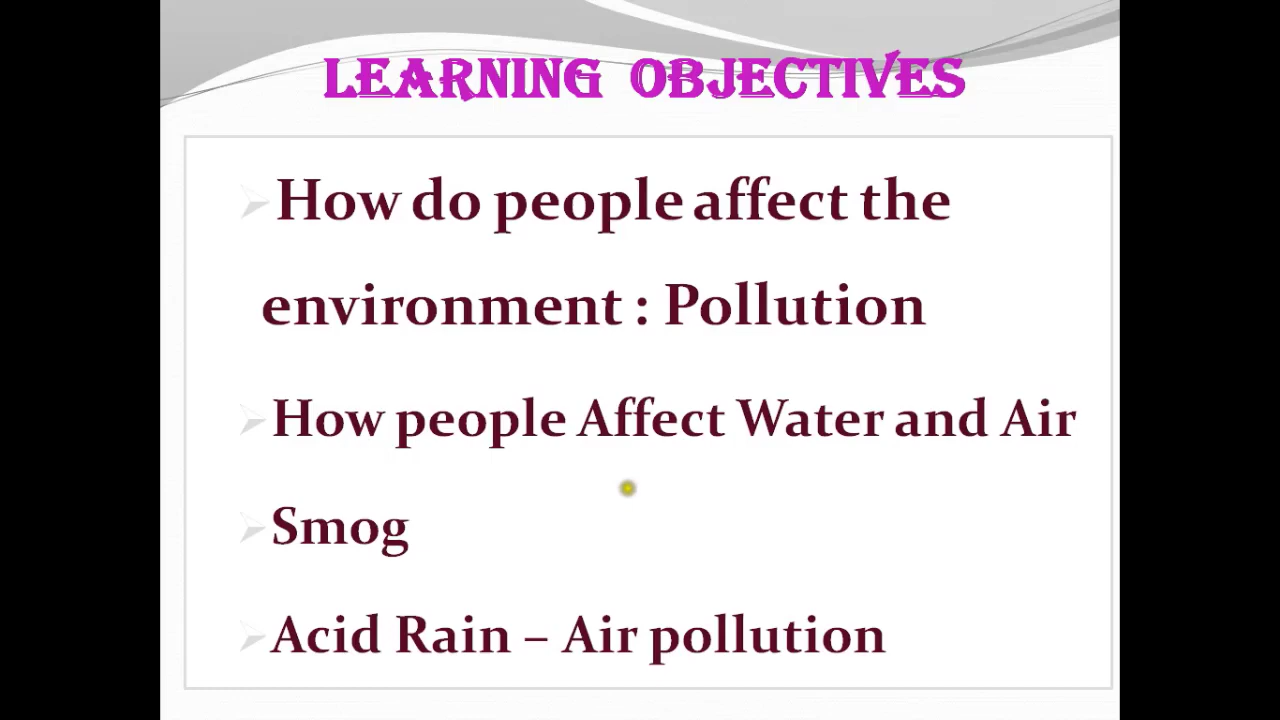 LEARNING OBJECTIVES
How do people affect the
environment : Pollution
How people Affect Water and Air
Smog
Acid Rain – Air pollution